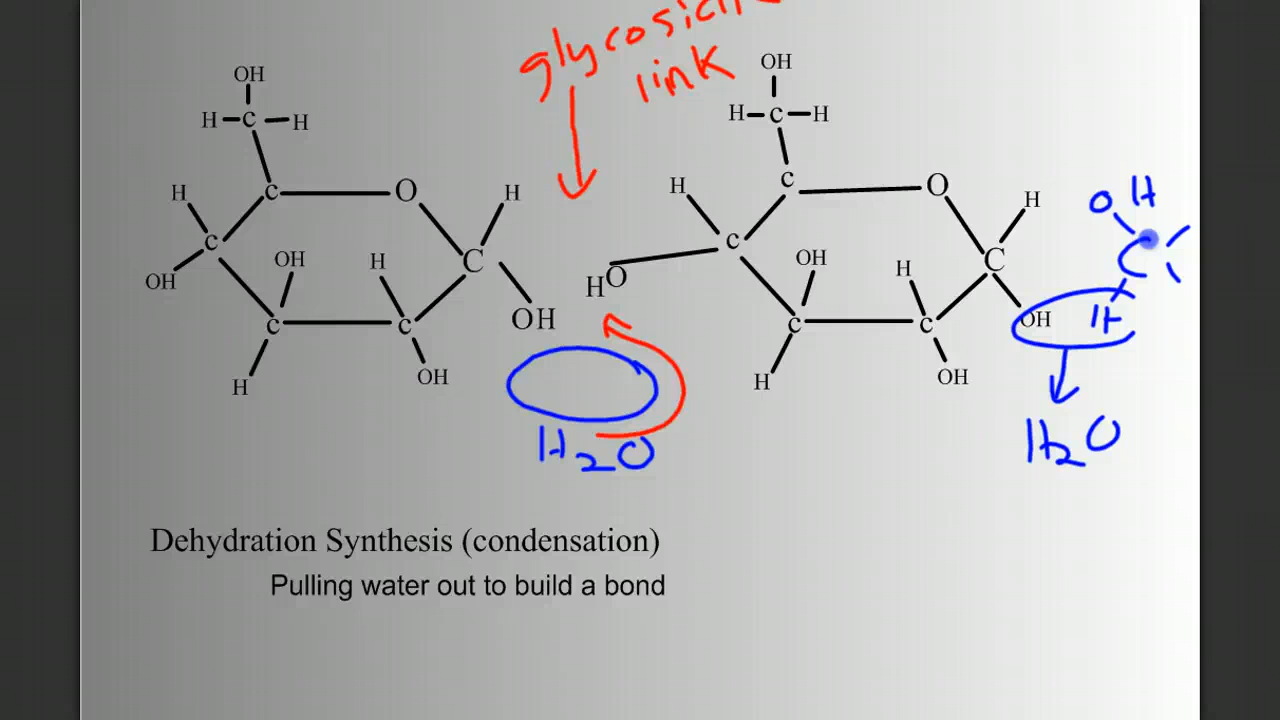 glycosidic
link
OH
OH
H C H
H C H
H C O H
H C O H
O H
C C
C C
C
OH OH H
OH OH H
HO
OH
OH
H
C C
C C
H OH
H OH
H2O
H2O
Dehydration Synthesis (condensation)
Pulling water out to build a bond